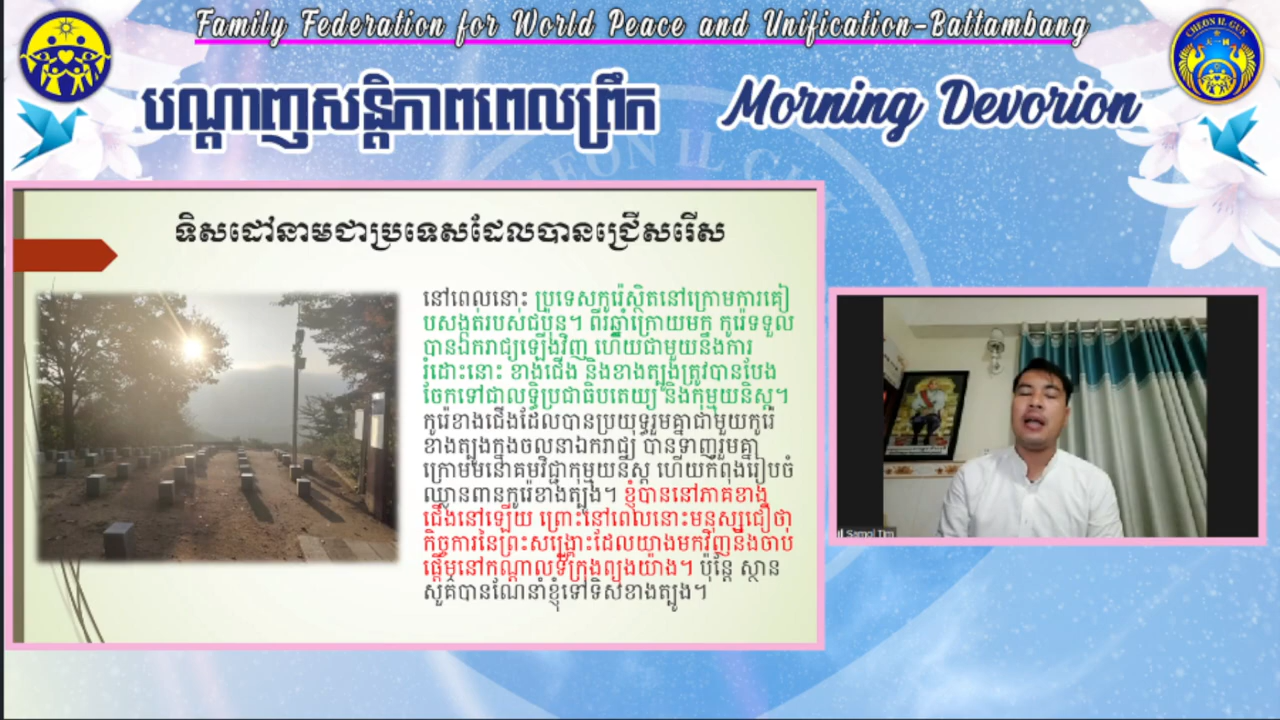 Family Federation for World Peace and Unification-Battambang
CHEON IL GUK
បណ្តាញសន្តិភាពពេលព្រឹក
Morning Devorion
CHEON IL GUK
ទិសដៅនាមជាប្រទេសដែលបានជ្រើសរើស
នៅពេលនោះ ប្រទេសកូរ៉េស្ថិតនៅក្រោមការគៀ
បសង្កត់របស់ជប៉ុន។ ពីរឆ្នាំក្រោយមក កូរ៉េទទួល
បានឯករាជ្យឡើងវិញ ហើយជាមួយនឹងការ
រំដោះនោះ ខាងជើង និងខាងត្បូងត្រូវបានបែង
ចែកទៅជាលទ្ធិប្រជាធិបតេយ្យ និងកុម្មុយនិស្ត។
កូរ៉េខាងជើងដែលបានប្រយុទ្ធរួមគ្នាជាមួយកូរ៉េ
ខាងត្បូងក្នុងចលនាឯករាជ្យ បានទាញរួមគ្នា
ក្រោមមនោគមវិជ្ជាកុម្មុយនិស្ត ហើយកំពុងរៀបចំ
ឈ្លានពានកូរ៉េខាងត្បូង។ ខ្ញុំបាននៅភាគខាង
ជើងនៅឡើយ ព្រោះនៅពេលនោះមនុស្សជឿថា
កិច្ចការនៃព្រះសង្គ្រោះដែលយាងមកវិញនឹងចាប់
ផ្តើមនៅកណ្តាលទីក្រុងព្យុងយ៉ាង។ ប៉ុន្តែ ស្ថាន
សួគ៌បានណែនាំខ្ញុំទៅទិសខាងត្បូង។
Samol Tim